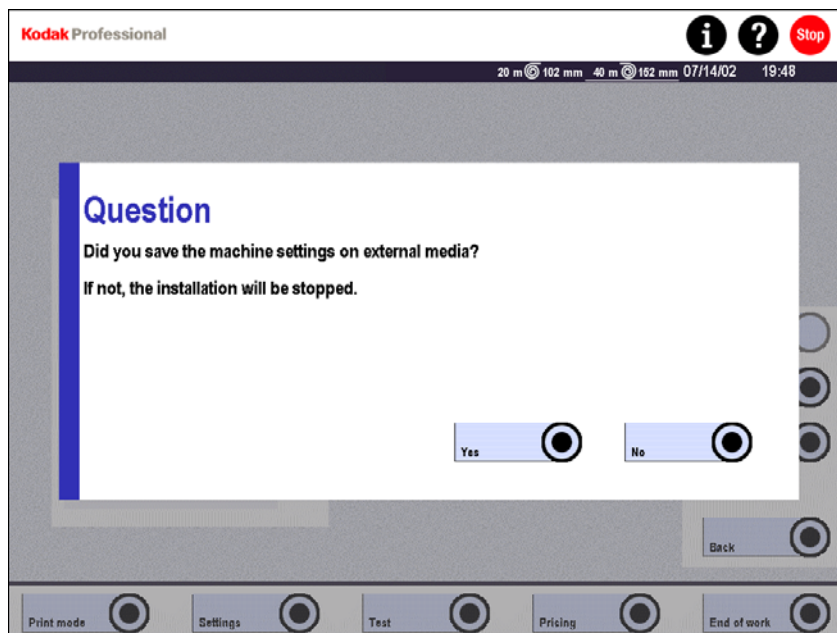 Kodak Professional
i ? Stop
20 m 102 mm 40 m 152 mm 07/14/02 19:48
Question
Did you save the machine settings on external media?
If not, the installation will be stopped.
Yes No
Back
Print mode Settings Test Pricing End of work